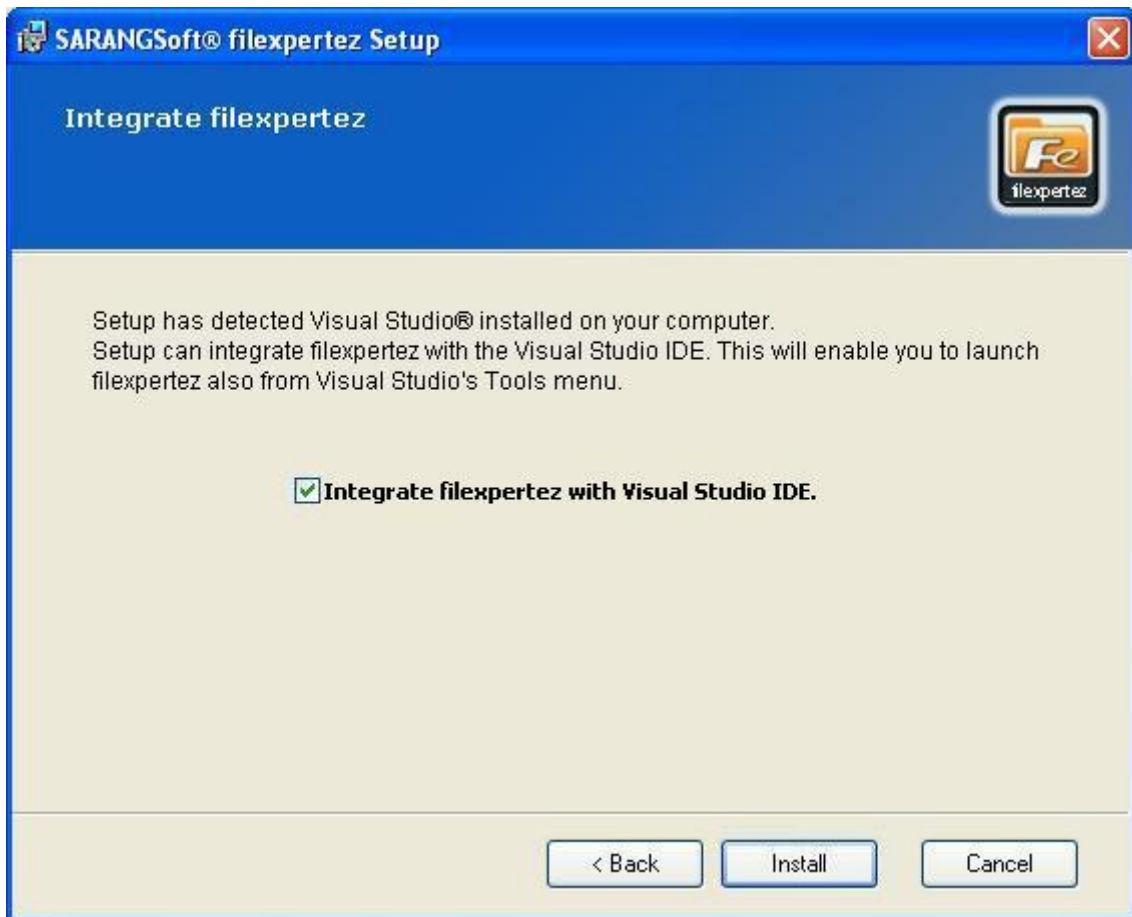 SARANGSoft® filexpertez Setup
Integrate filexpertez
Fe
filexpertez
Setup has detected Visual Studio® installed on your computer.
Setup can integrate filexpertez with the Visual Studio IDE. This will enable you to launch
filexpertez also from Visual Studio's Tools menu.
Integrate filexpertez with Visual Studio IDE.
< Back
Install
Cancel